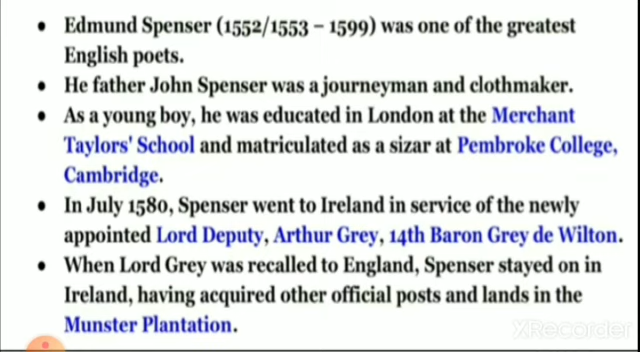 • Edmund Spenser (1552/1553 – 1599) was one of the greatest
English poets.
• He father John Spenser was a journeyman and clothmaker.
• As a young boy, he was educated in London at the Merchant
Taylors' School and matriculated as a sizar at Pembroke College,
Cambridge.
• In July 1580, Spenser went to Ireland in service of the newly
appointed Lord Deputy, Arthur Grey, 14th Baron Grey de Wilton.
• When Lord Grey was recalled to England, Spenser stayed on in
Ireland, having acquired other official posts and lands in the
Munster Plantation.
XRecorder